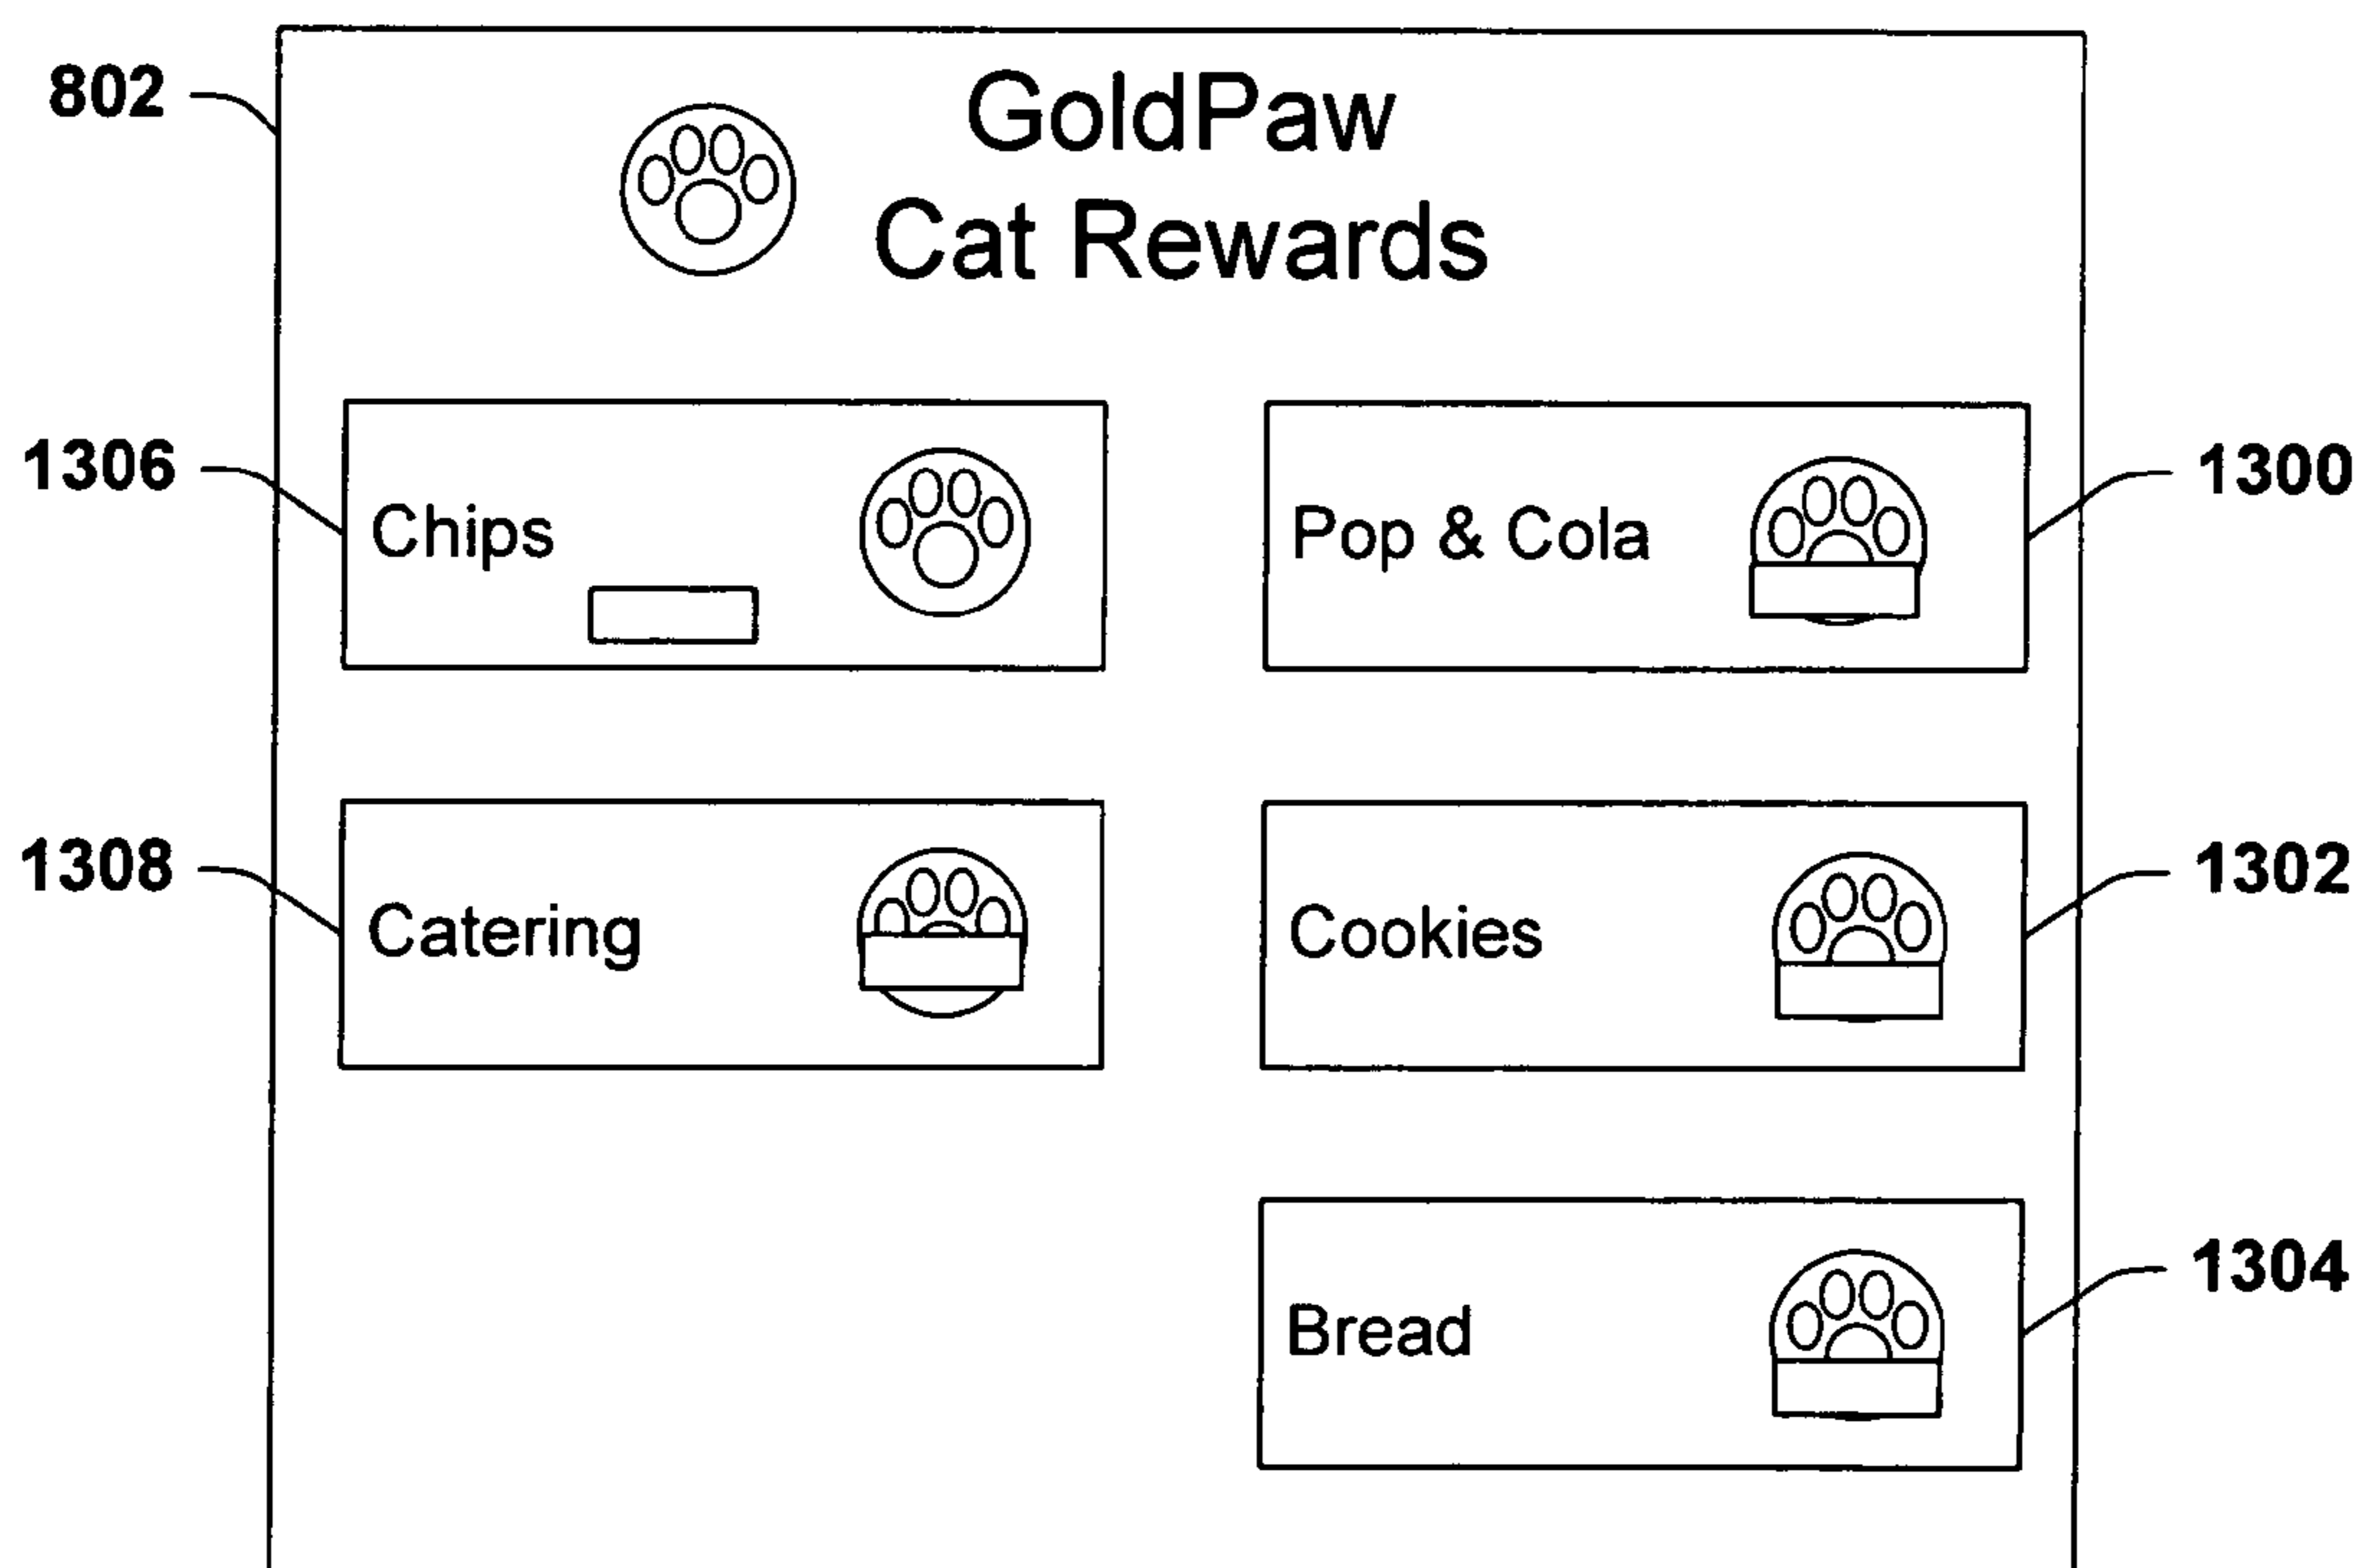 802
GoldPaw
Cat Rewards
1306
Chips
Pop & Cola
1300
1308
Catering
Cookies
1302
Bread
1304